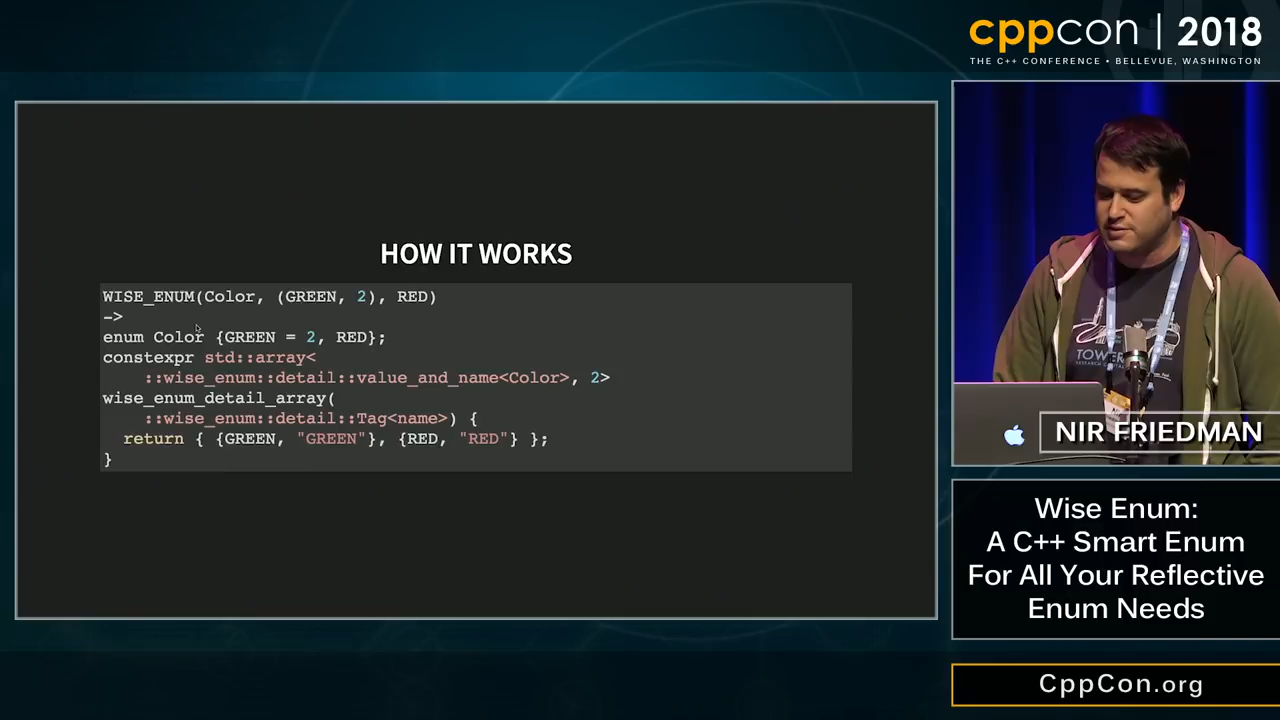 cppcon | 2018
THE C++ CONFERENCE • BELLEVUE, WASHINGTON
HOW IT WORKS
WISE_ENUM(Color, (GREEN, 2), RED)
->
enum Color {GREEN = 2, RED};
constexpr std::array<
::wise_enum::detail::value_and_name<Color>, 2>
wise_enum_detail_array(
::wise_enum::detail::Tag<name>) {
return { {GREEN, "GREEN"}, {RED, "RED"} };
}
TOWER
NIR FRIEDMAN
Wise Enum:
A C++ Smart Enum
For All Your Reflective
Enum Needs
CppCon.org